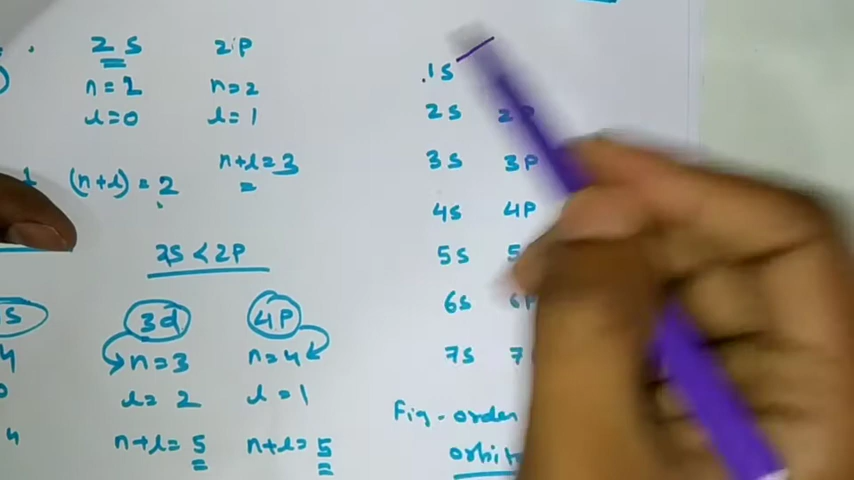 2s 2p
n=2 n=2
l=0 l=1
(n+l) = 2 n+l=3
2s < 2p
3d 4p
n=3 n=4
l= 2 l= 1
n+l= 5 n+l= 5
1s
2s
3s 3p
4s 4p
5s
6s 6p
7s
Fig. order